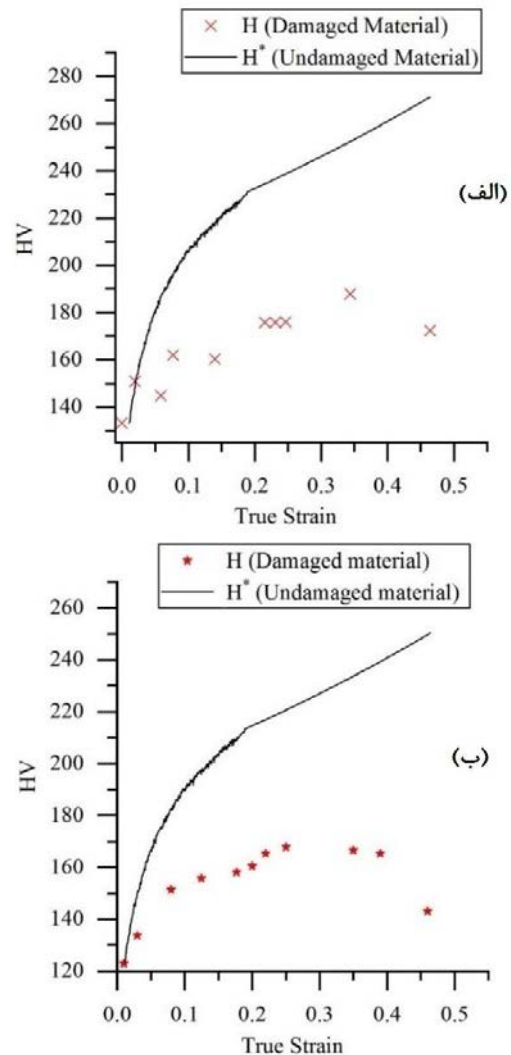 H (Damaged Material)
H* (Undamaged Material)
280
260
240
220
200
180
160
140
HV
(الف)
0.0 0.1 0.2 0.3 0.4 0.5
True Strain
H (Damaged material)
H* (Undamaged material)
260
240
220
200
180
160
140
120
HV
(ب)
0.0 0.1 0.2 0.3 0.4 0.5
True Strain